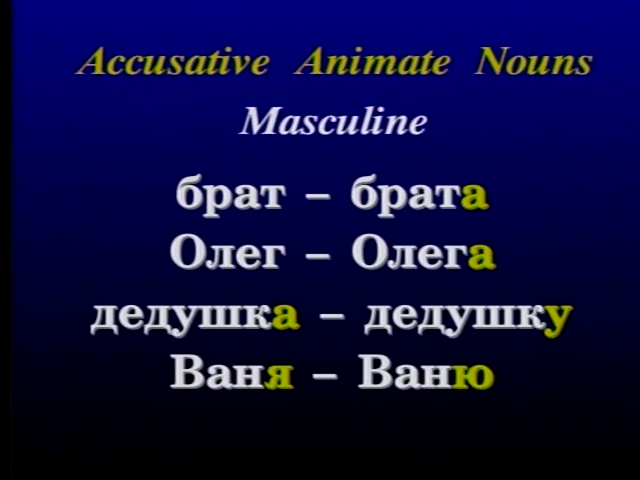 Accusative Animate Nouns
Masculine
брат – брата
Олег – Олега
дедушка – дедушку
Ваня – Ваню